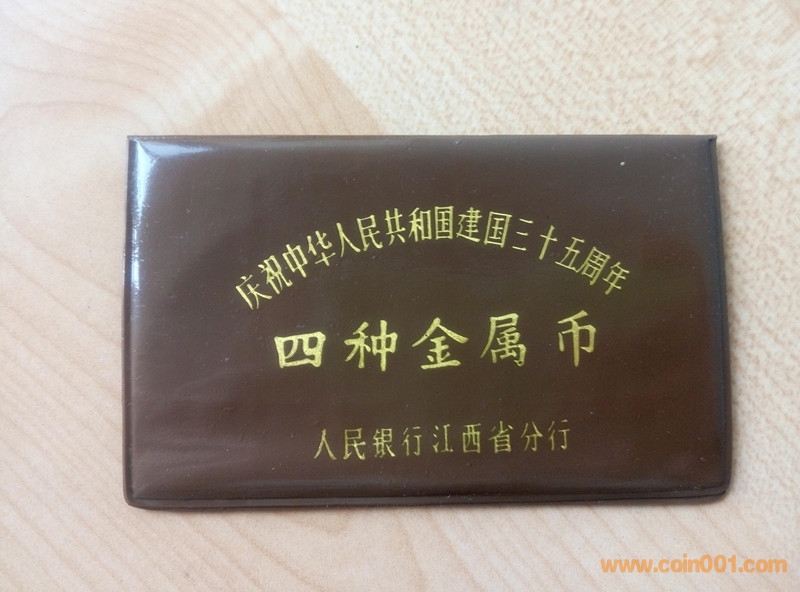 庆祝中华人民共和国建国三十五周年
四种金属币
人民银行江西省分行
www.coin001.com